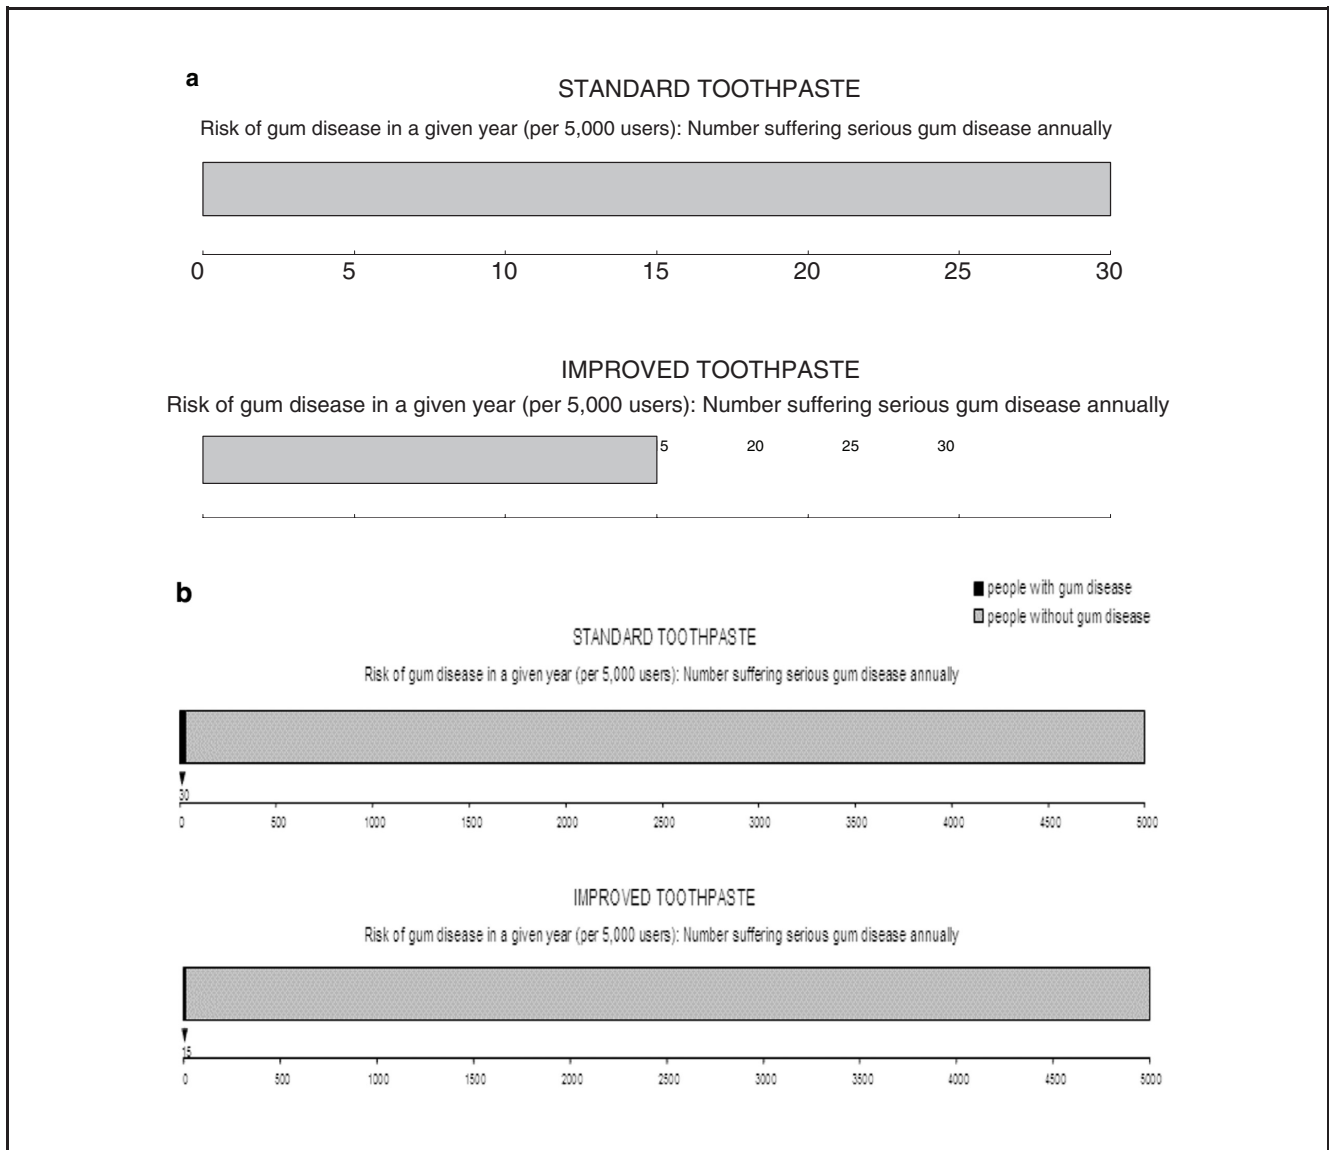 a
STANDARD TOOTHPASTE
Risk of gum disease in a given year (per 5,000 users): Number suffering serious gum disease annually
0 5 10 15 20 25 30
IMPROVED TOOTHPASTE
Risk of gum disease in a given year (per 5,000 users): Number suffering serious gum disease annually
5 20 25 30
b
people with gum disease
people without gum disease
STANDARD TOOTHPASTE
Risk of gum disease in a given year (per 5,000 users): Number suffering serious gum disease annually
30
0 500 1000 1500 2000 2500 3000 3500 4000 4500 5000
IMPROVED TOOTHPASTE
Risk of gum disease in a given year (per 5,000 users): Number suffering serious gum disease annually
15
0 500 1000 1500 2000 2500 3000 3500 4000 4500 5000